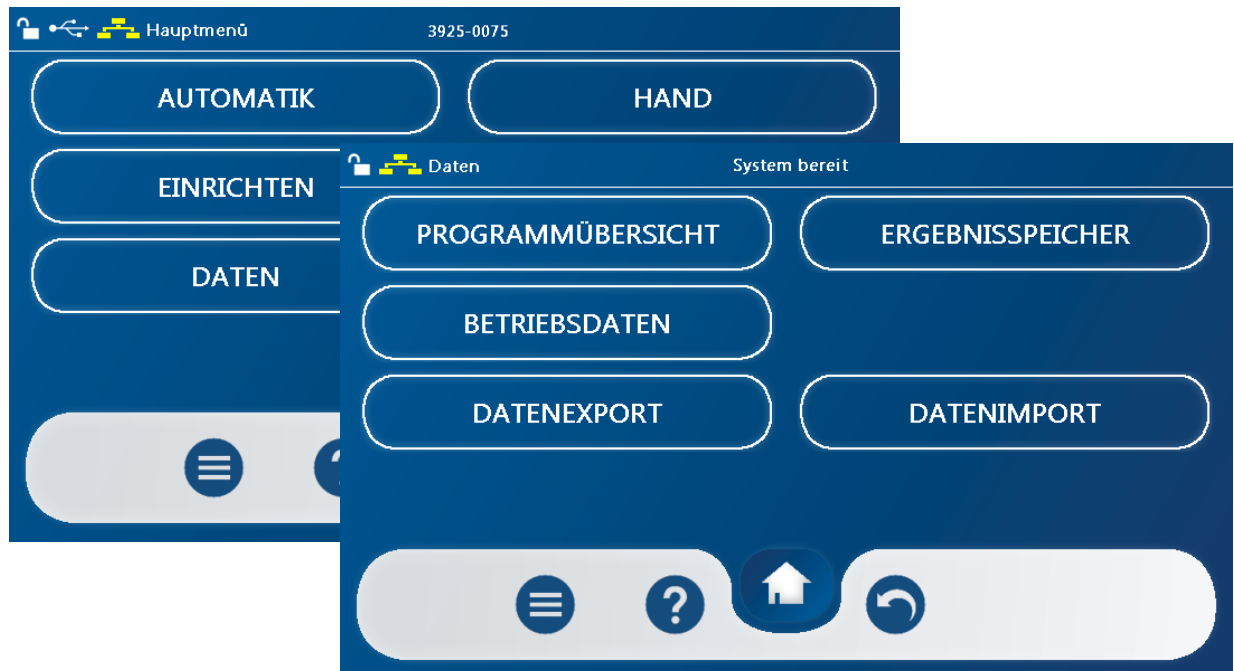 Hauptmenü
3925-0075
AUTOMATIK
HAND
EINRICHTEN
DATEN
Daten
System bereit
PROGRAMMÜBERSICHT
ERGEBNISSPEICHER
BETRIEBSDATEN
DATENEXPORT
DATENIMPORT
?